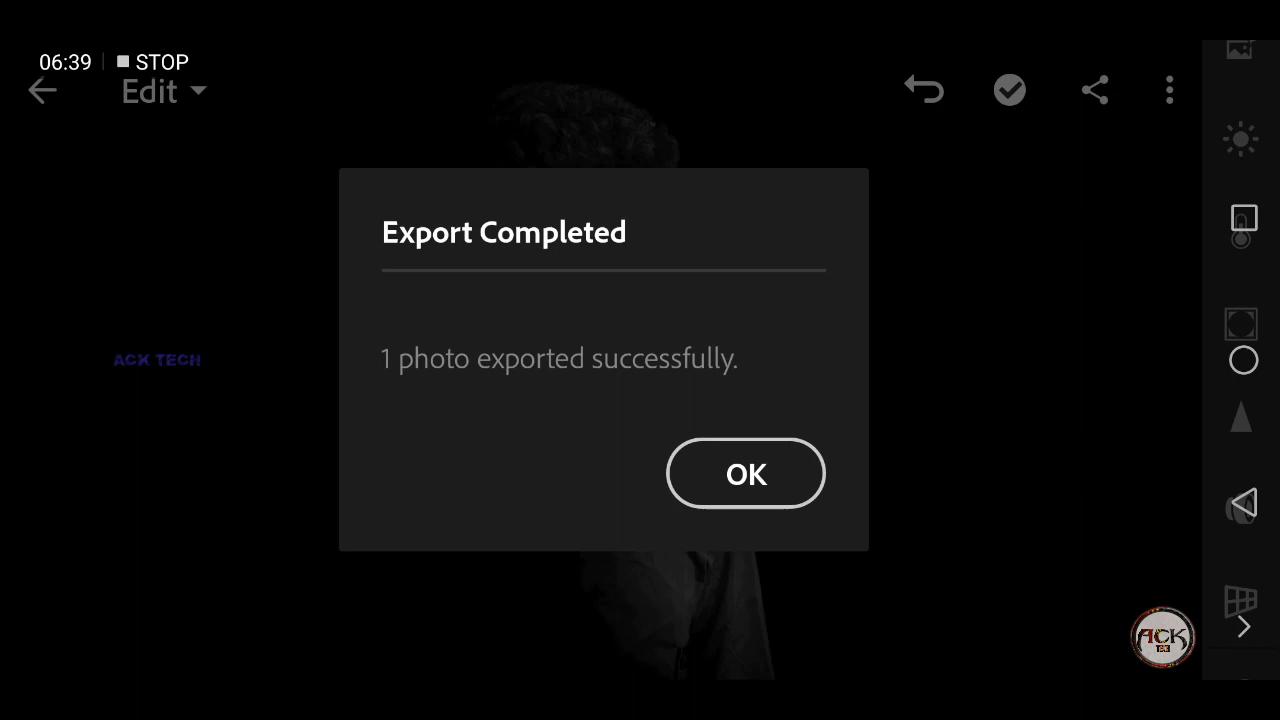 06:39 STOP
Edit
Export Completed
1 photo exported successfully.
ACK TECH
OK
ACK